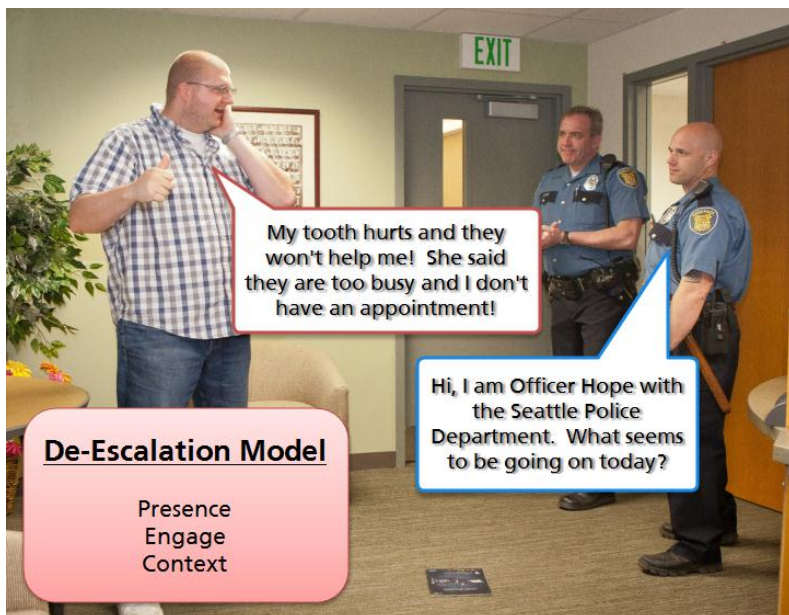 EXIT
My tooth hurts and they
won't help me!  She said
they are too busy and I don't
have an appointment!
Hi, I am Officer Hope with
the Seattle Police
Department.  What seems
to be going on today?
De-Escalation Model
Presence
Engage
Context